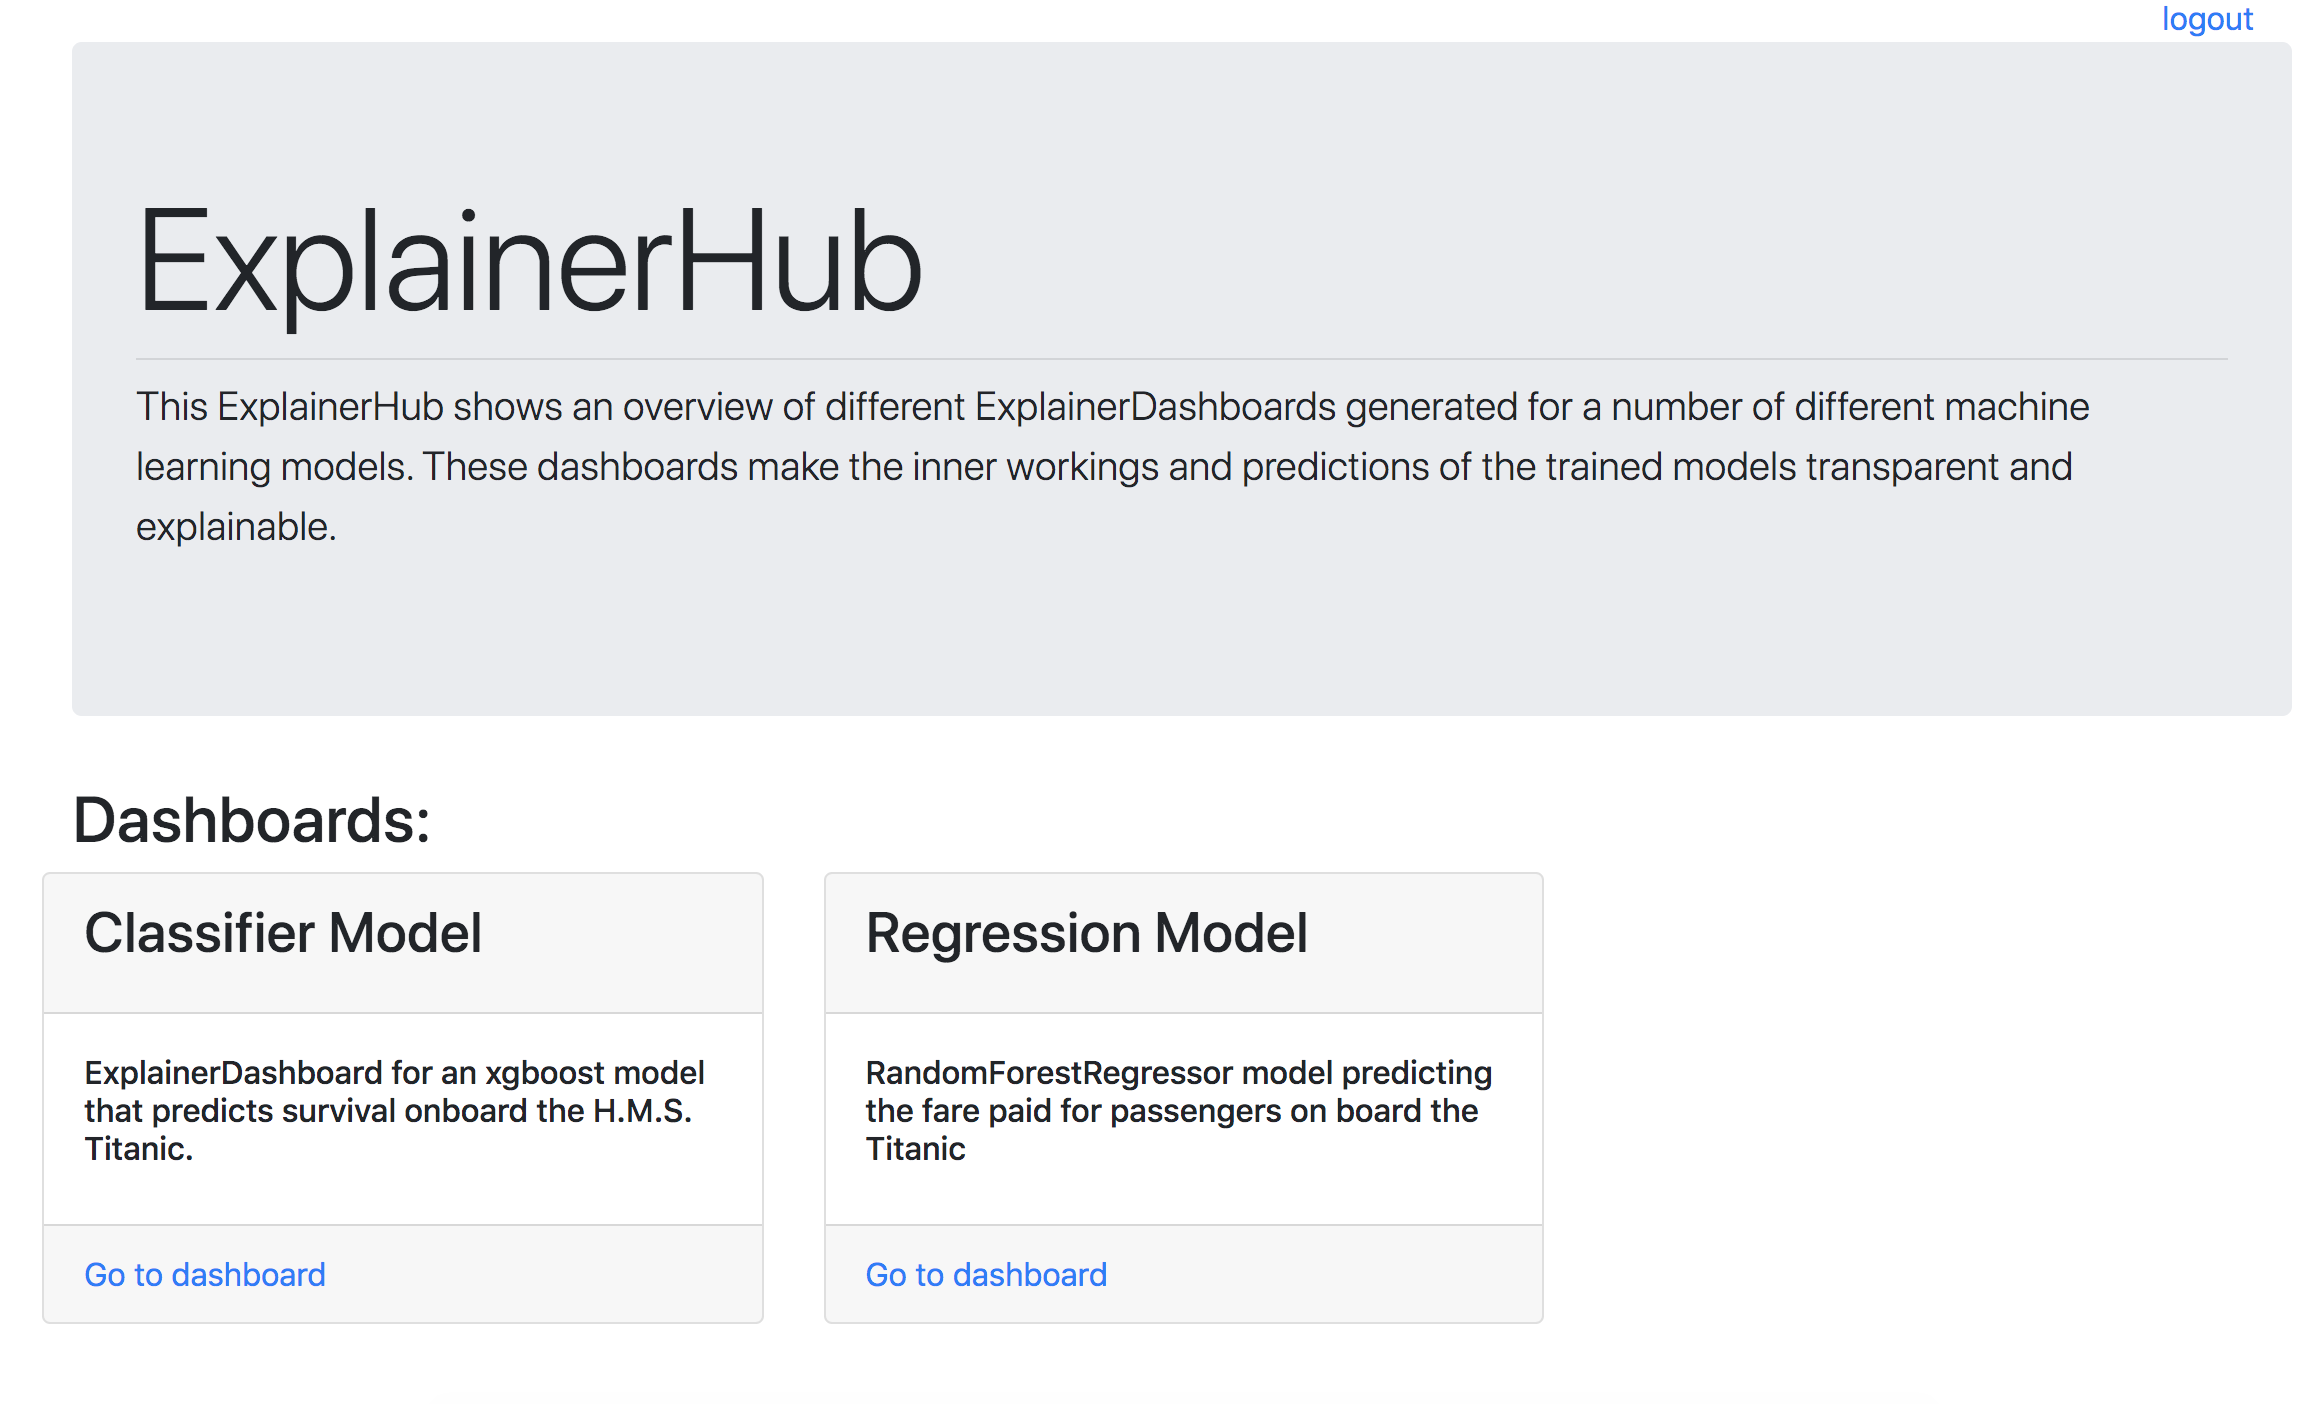 logout
ExplainerHub
This ExplainerHub shows an overview of different ExplainerDashboards generated for a number of different machine
learning models. These dashboards make the inner workings and predictions of the trained models transparent and
explainable.
Dashboards:
Classifier Model
ExplainerDashboard for an xgboost model
that predicts survival onboard the H.M.S.
Titanic.
Go to dashboard
Regression Model
RandomForestRegressor model predicting
the fare paid for passengers on board the
Titanic
Go to dashboard